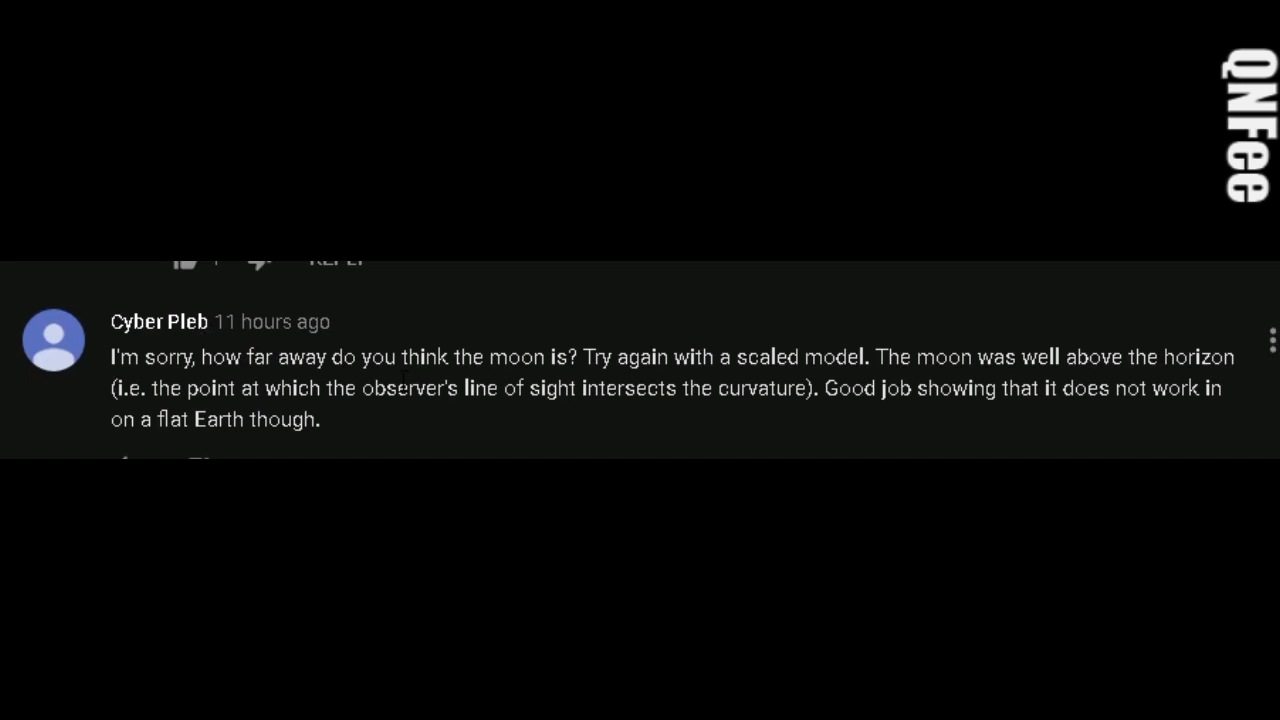 QNFee
Cyber Pleb 11 hours ago
I'm sorry, how far away do you think the moon is? Try again with a scaled model. The moon was well above the horizon
(i.e. the point at which the observer's line of sight intersects the curvature). Good job showing that it does not work in
on a flat Earth though.